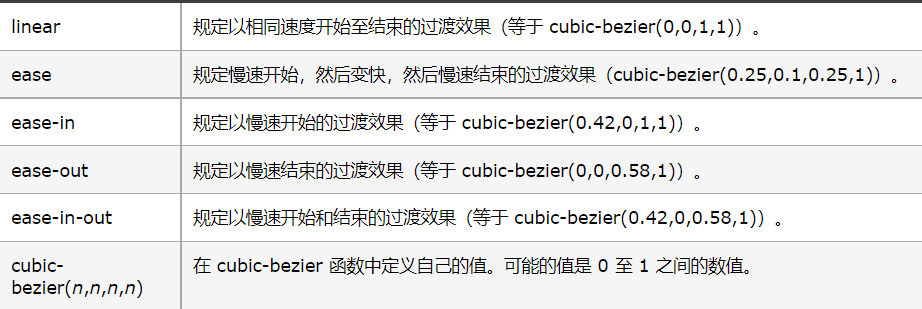 linear 规定以相同速度开始至结束的过渡效果（等于 cubic-bezier(0,0,1,1)）。
ease 规定慢速开始，然后变快，然后慢速结束的过渡效果（cubic-bezier(0.25,0.1,0.25,1)）。
ease-in 规定以慢速开始的过渡效果（等于 cubic-bezier(0.42,0,1,1)）。
ease-out 规定以慢速结束的过渡效果（等于 cubic-bezier(0,0,0.58,1)）。
ease-in-out 规定以慢速开始和结束的过渡效果（等于 cubic-bezier(0.42,0,0.58,1)）。
cubic-
bezier(n,n,n,n)
在 cubic-bezier 函数中定义自己的值。可能的值是 0 至 1 之间的数值。